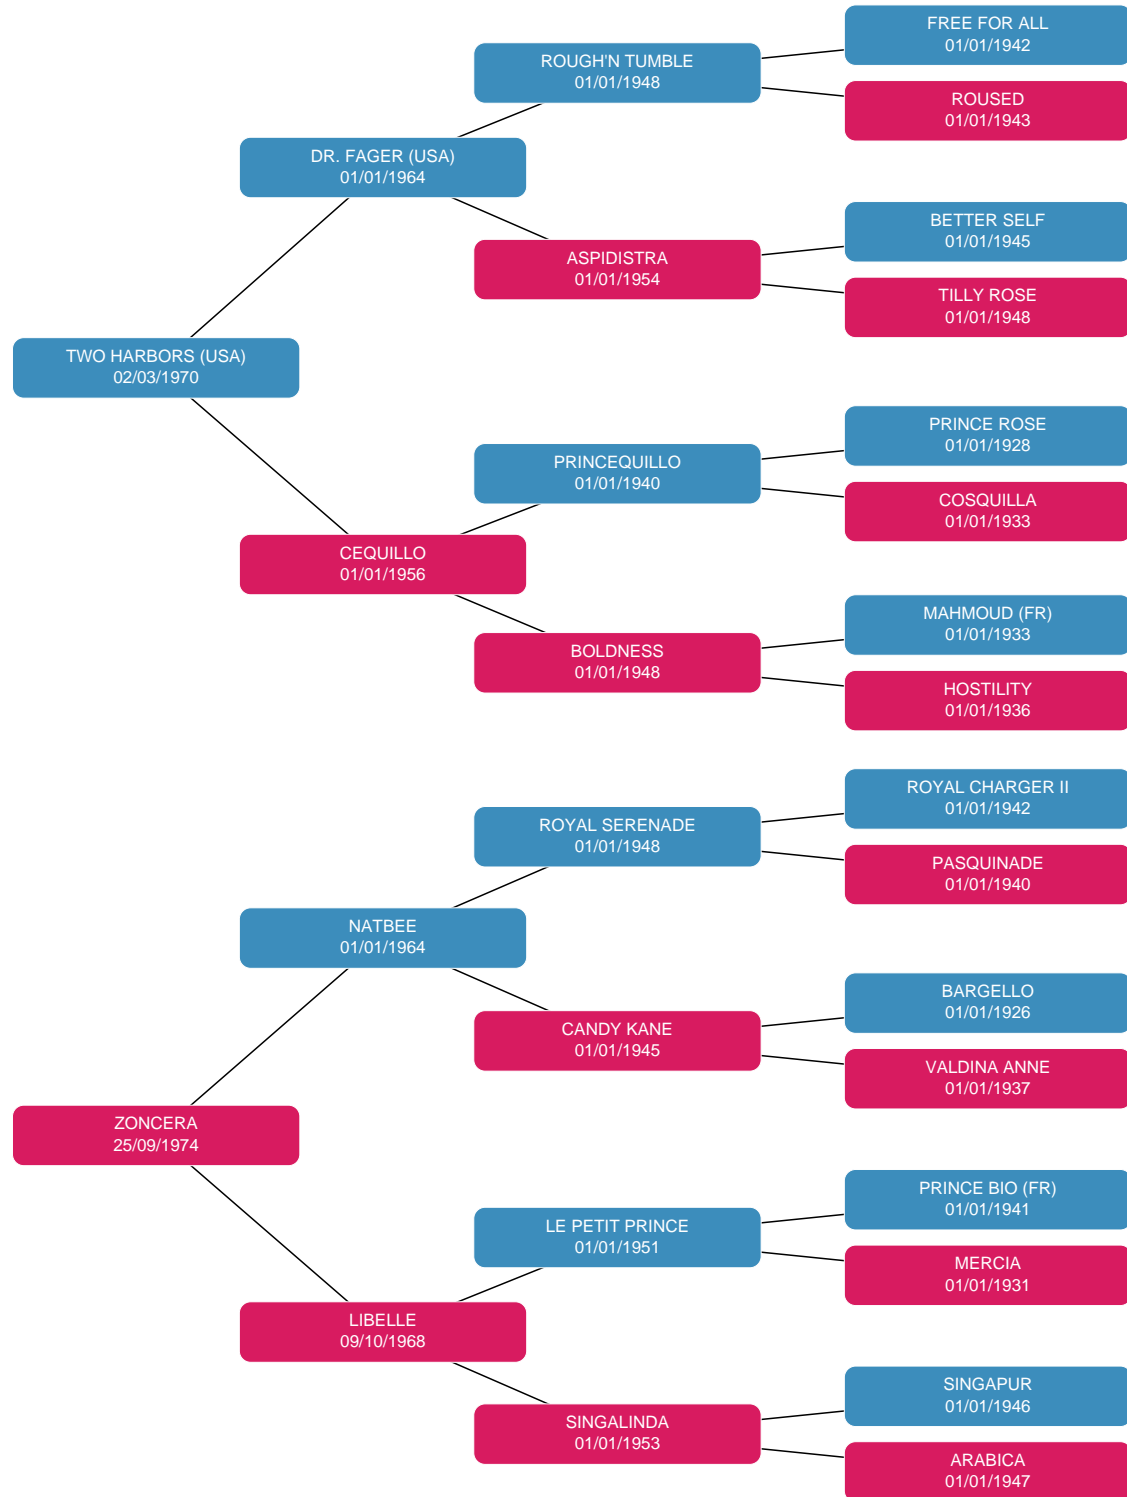 FREE FOR ALL
01/01/1942
ROUGH'N TUMBLE
01/01/1948
ROUSED
01/01/1943
DR. FAGER (USA)
01/01/1964
BETTER SELF
01/01/1945
ASPIDISTRA
01/01/1954
TILLY ROSE
01/01/1948
TWO HARBORS (USA)
02/03/1970
PRINCE ROSE
01/01/1928
PRINCEQUILLO
01/01/1940
COSQUILLA
01/01/1933
CEQUILLO
01/01/1956
MAHMOUD (FR)
01/01/1933
BOLDNESS
01/01/1948
HOSTILITY
01/01/1936
ROYAL CHARGER II
01/01/1942
ROYAL SERENADE
01/01/1948
PASQUINADE
01/01/1940
NATBEE
01/01/1964
BARGELLO
01/01/1926
CANDY KANE
01/01/1945
VALDINA ANNE
01/01/1937
ZONCERA
25/09/1974
PRINCE BIO (FR)
01/01/1941
LE PETIT PRINCE
01/01/1951
MERCIA
01/01/1931
LIBELLE
09/10/1968
SINGAPUR
01/01/1946
SINGALINDA
01/01/1953
ARABICA
01/01/1947